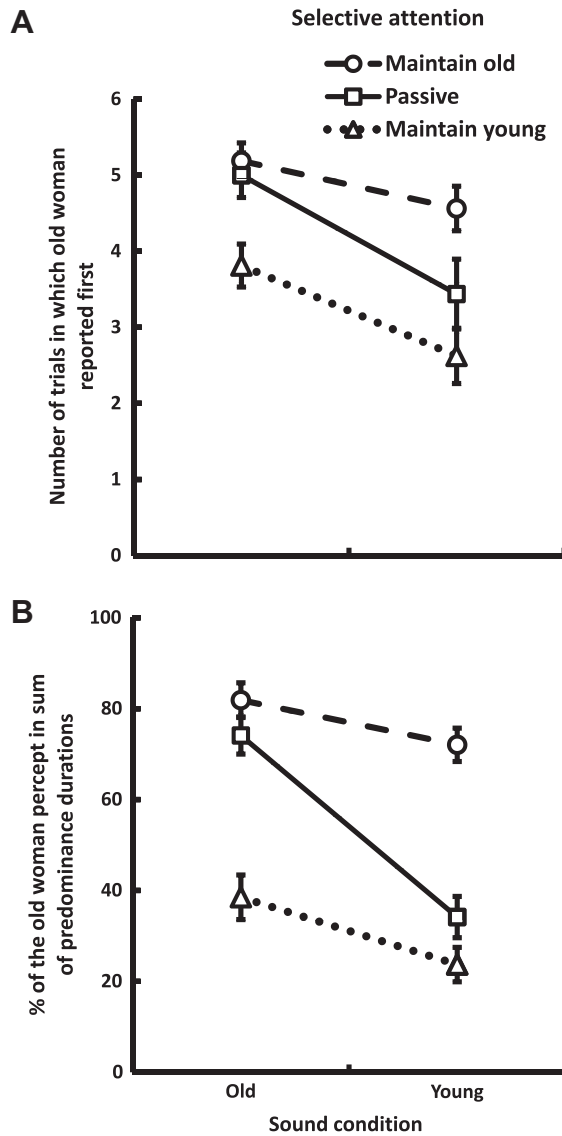 A
Selective attention
Maintain old
Passive
Maintain young
Number of trials in which old woman
reported first
6
5
4
3
2
1
0
B
% of the old woman percept in sum
of predominance durations
100
80
60
40
20
0
Old
Young
Sound condition